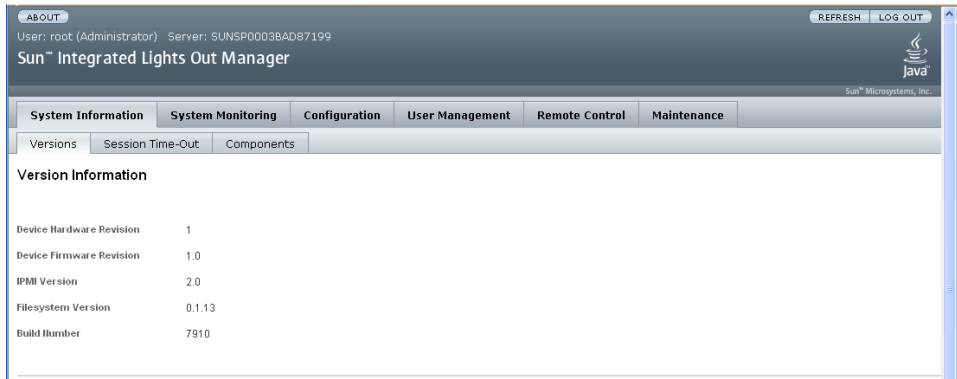 ABOUT
REFRESH LOG OUT
User: root (Administrator) Server: SUNSP0003BAD87199
Sun™ Integrated Lights Out Manager
Java™
Sun™ Microsystems, Inc.
System Information System Monitoring Configuration User Management Remote Control Maintenance
Versions Session Time-Out Components
Version Information
Device Hardware Revision 1
Device Firmware Revision 1.0
IPMI Version 2.0
Filesystem Version 0.1.13
Build Number 7910